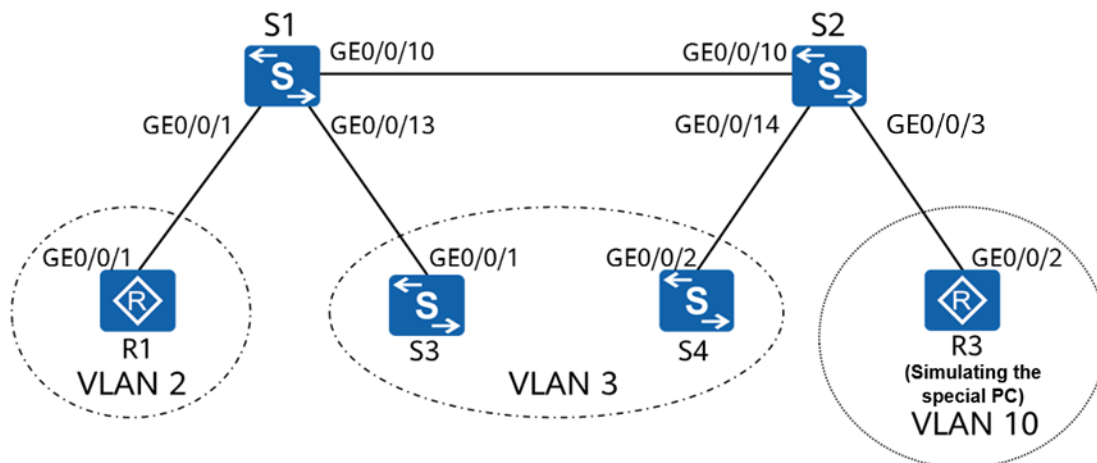 S1
S2
GE0/0/10
GE0/0/10
S
S
GE0/0/1
GE0/0/13
GE0/0/14
GE0/0/3
GE0/0/1
GE0/0/1
GE0/0/2
GE0/0/2
R
S
S
R
R1
S3
S4
R3
(Simulating the
special PC)
VLAN 2
VLAN 3
VLAN 10